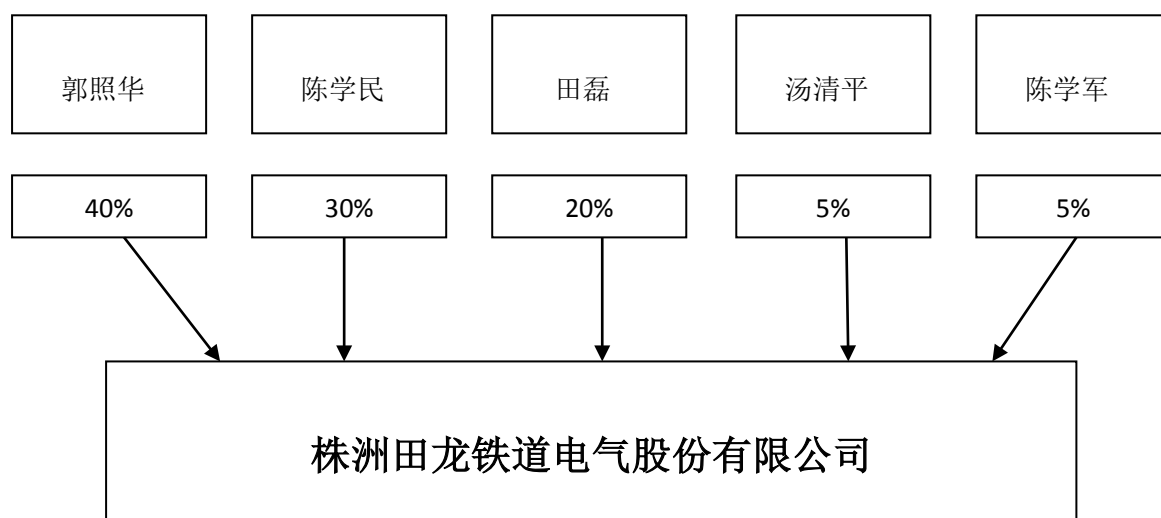 郭照华
陈学民
田磊
汤清平
陈学军
40%
30%
20%
5%
5%
株洲田龙铁道电气股份有限公司